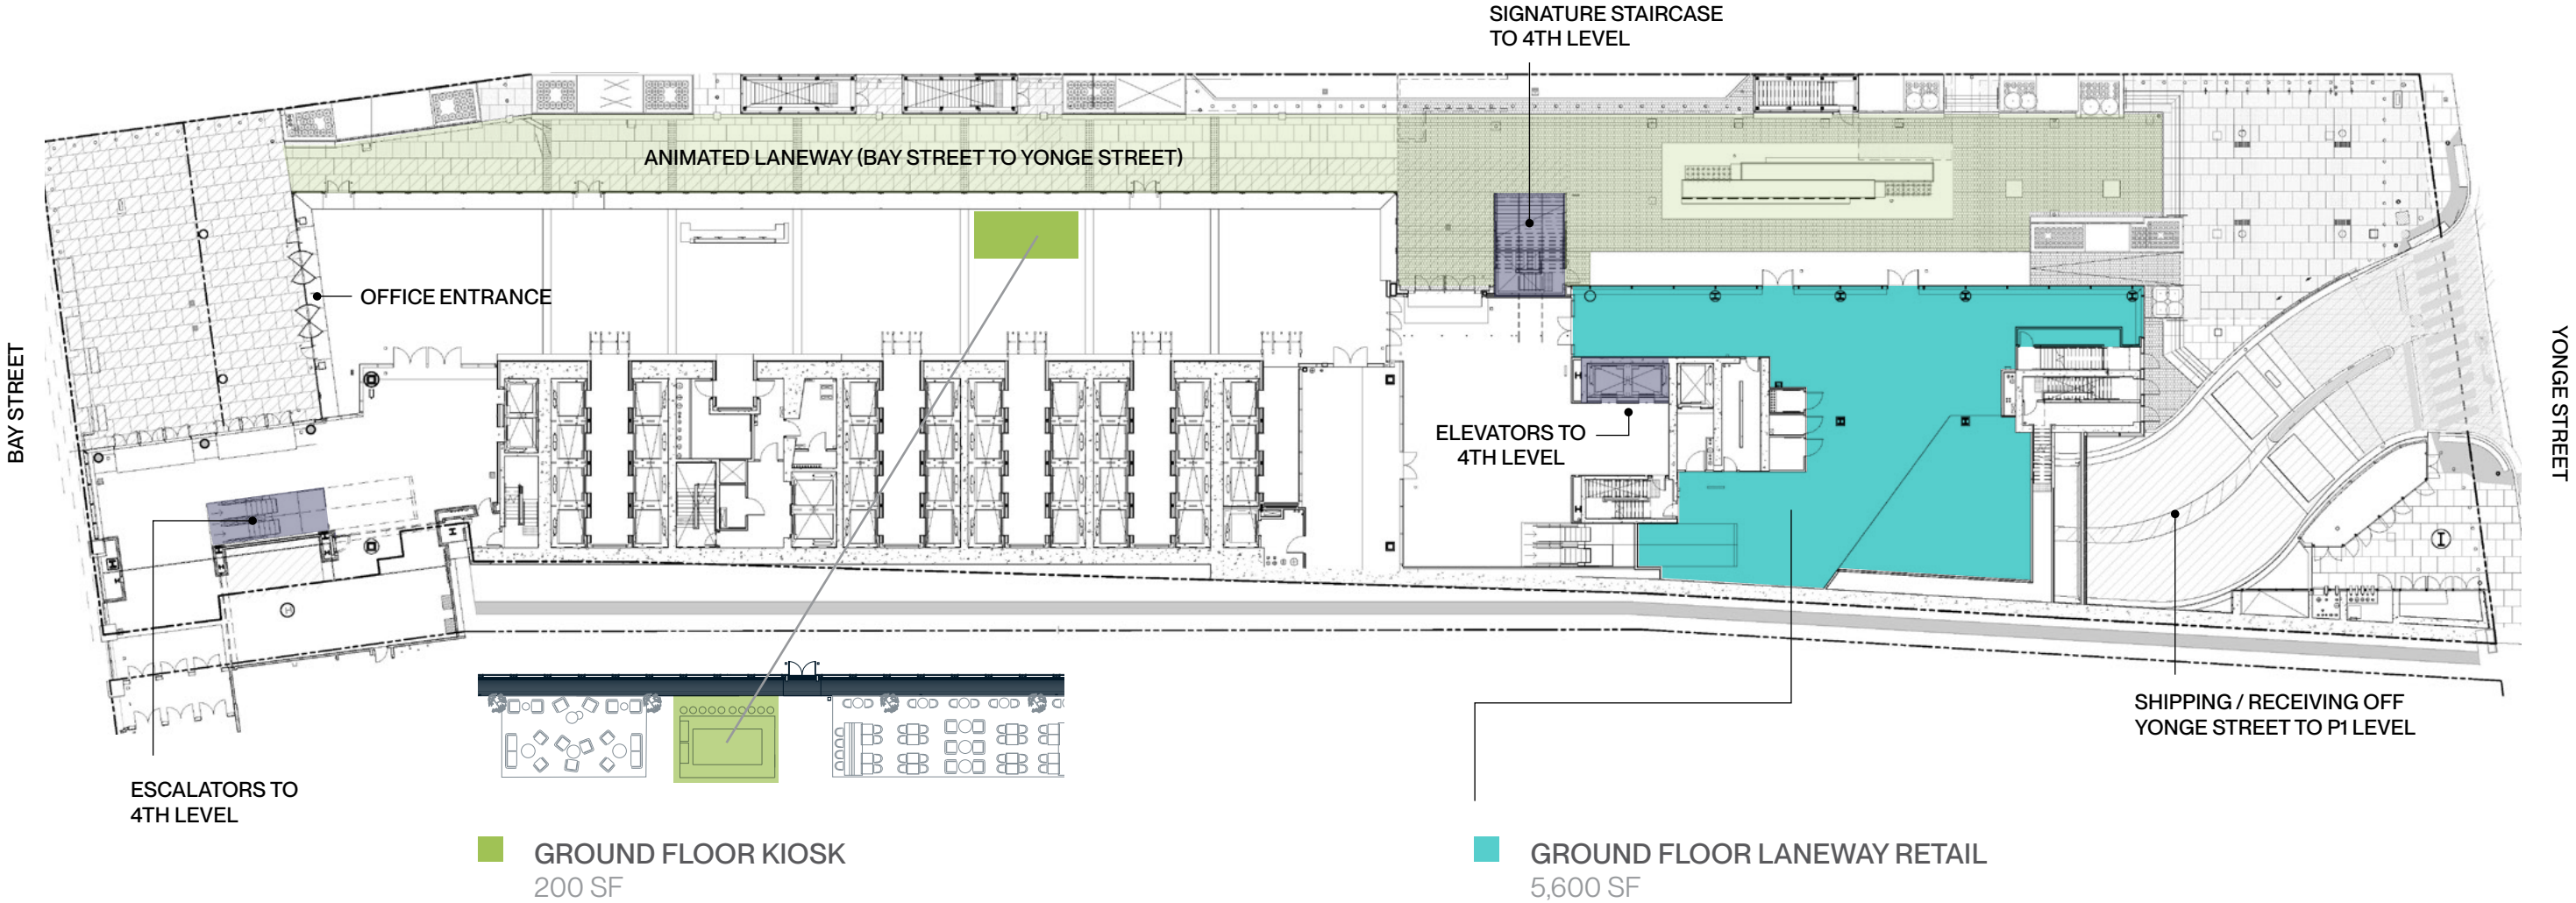 SIGNATURE STAIRCASE
TO 4TH LEVEL
ANIMATED LANEWAY (BAY STREET TO YONGE STREET)
OFFICE ENTRANCE
BAY STREET
YONGE STREET
ELEVATORS TO
4TH LEVEL
SHIPPING / RECEIVING OFF
YONGE STREET TO P1 LEVEL
ESCALATORS TO
4TH LEVEL
GROUND FLOOR KIOSK
200 SF
GROUND FLOOR LANEWAY RETAIL
5,600 SF